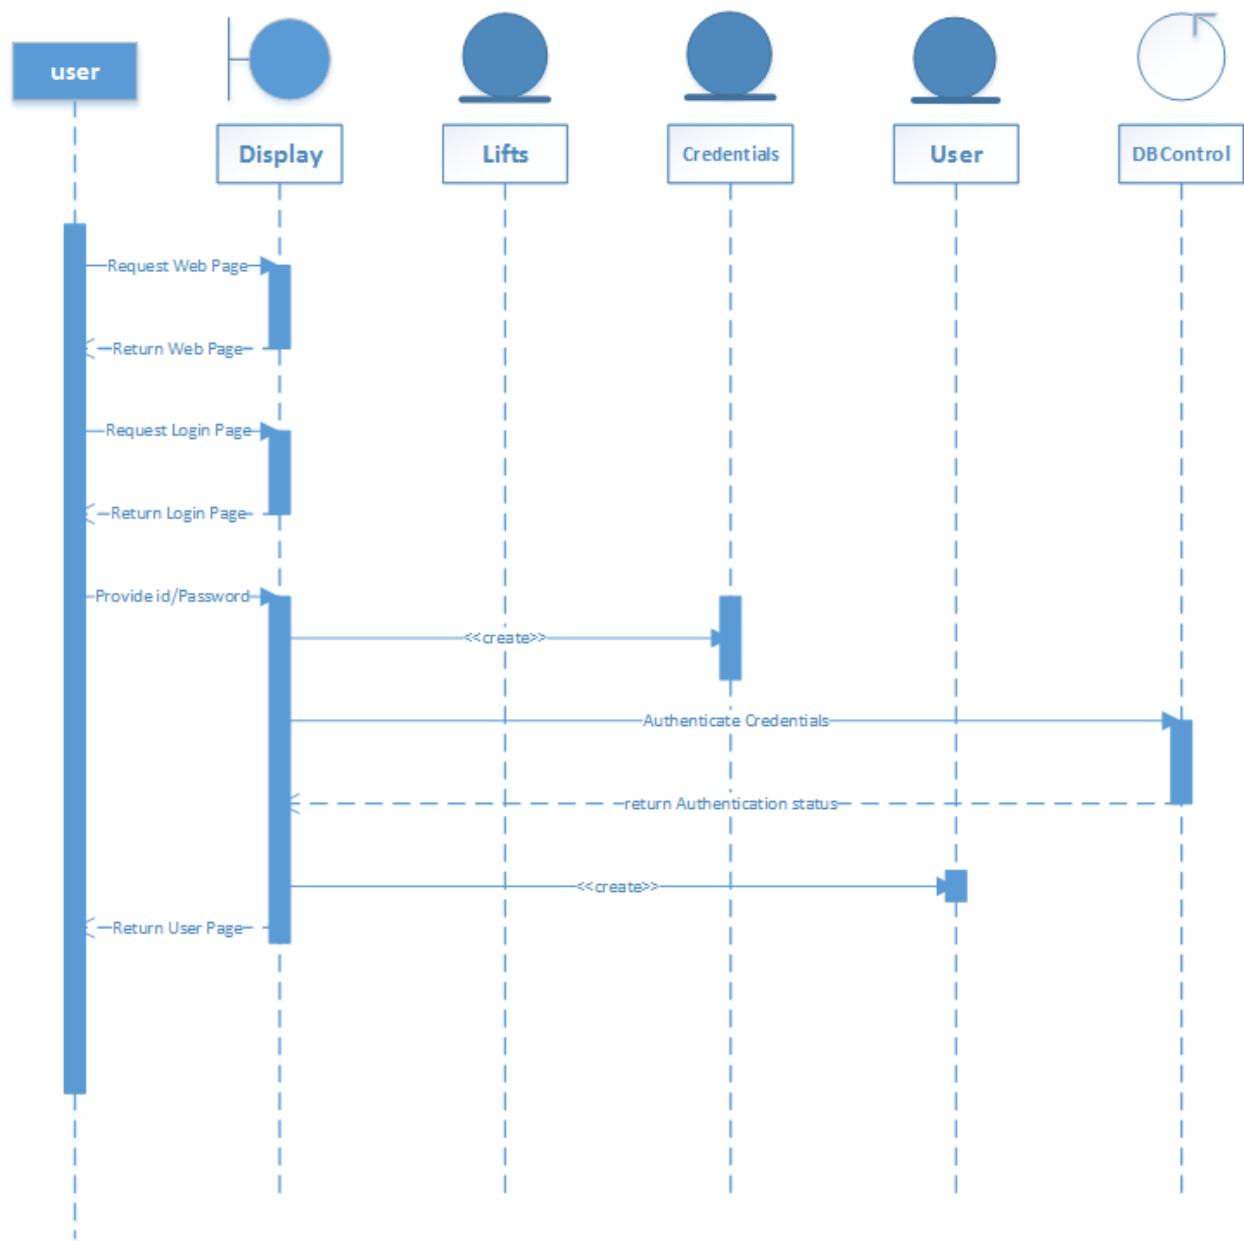 user
Display
Lifts
Credentials
User
DBControl
Request Web Page
Return Web Page
Request Login Page
Return Login Page
Provide id/Password
<<create>>
Authenticate Credentials
return Authentication status
<<create>>
Return User Page